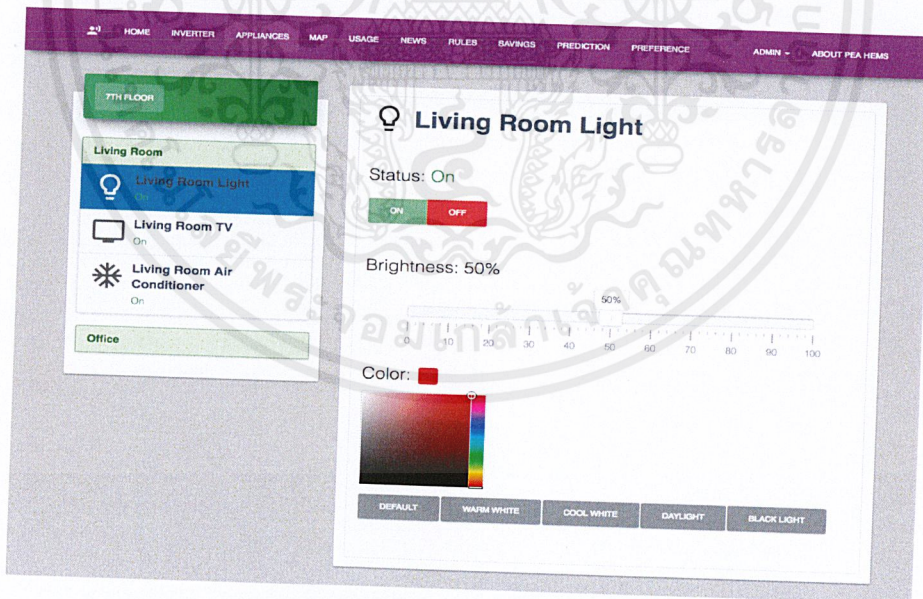 HOME INVERTER APPLIANCES MAP USAGE NEWS RULES SAVINGS PREDICTION PREFERENCE ADMIN ABOUT PEA HEMS
7TH FLOOR
Living Room
Living Room Light
On
Living Room TV
On
Living Room Air
Conditioner
On
Office
Living Room Light
Status: On
ON OFF
Brightness: 50%
50%
0 10 20 30 40 50 60 70 80 90 100
Color:
DEFAULT WARM WHITE COOL WHITE DAYLIGHT BLACK LIGHT